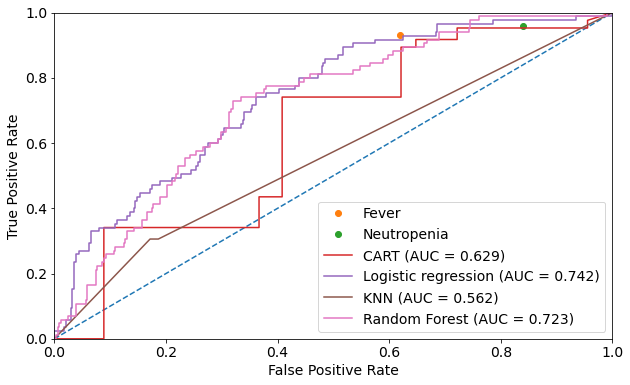 1.0
0.8
0.6
0.4
0.2
0.0
True Positive Rate
Fever
Neutropenia
CART (AUC = 0.629)
Logistic regression (AUC = 0.742)
KNN (AUC = 0.562)
Random Forest (AUC = 0.723)
0.0 0.2 0.4 0.6 0.8 1.0
False Positive Rate